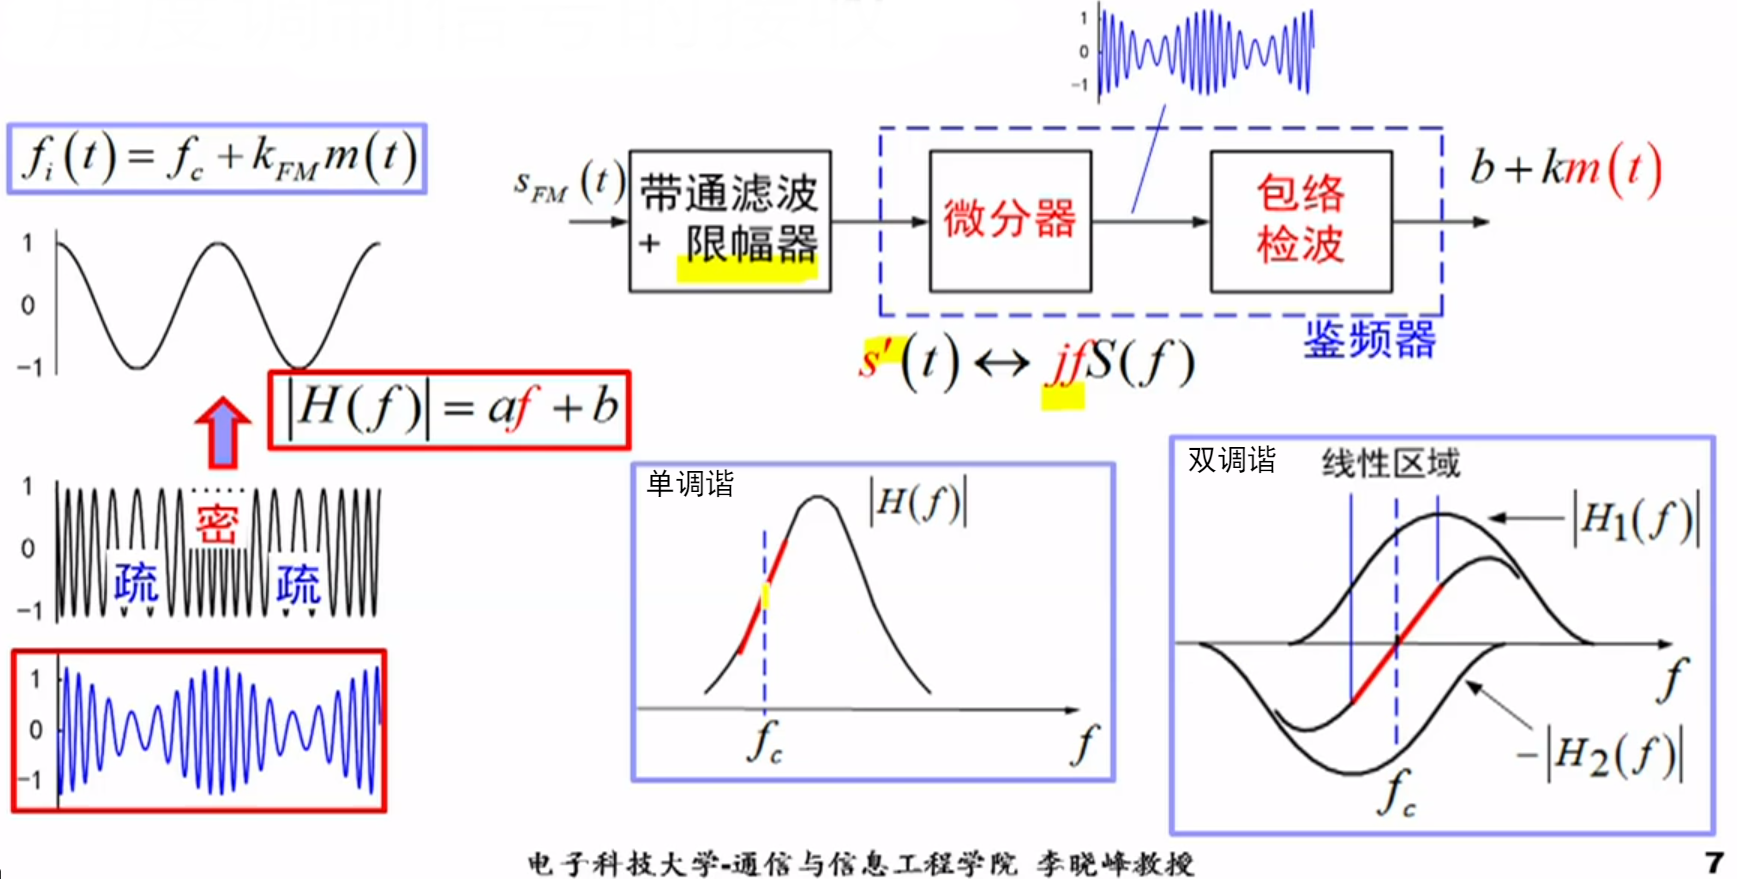 f_i(t) = f_c + k_{FM} m(t)
1
0
-1
|H(f)| = af + b
1
0
-1
密
疏
疏
1
0
-1
1
0
-1
s_{FM}(t)
带通滤波
+ 限幅器
微分器
包络
检波
b + km(t)
鉴频器
s'(t) ↔ jfS(f)
单调谐
|H(f)|
f_c
f
双调谐
线性区域
|H_1(f)|
f
-|H_2(f)|
f_c
电子科技大学-通信与信息工程学院 李晓峰教授
7